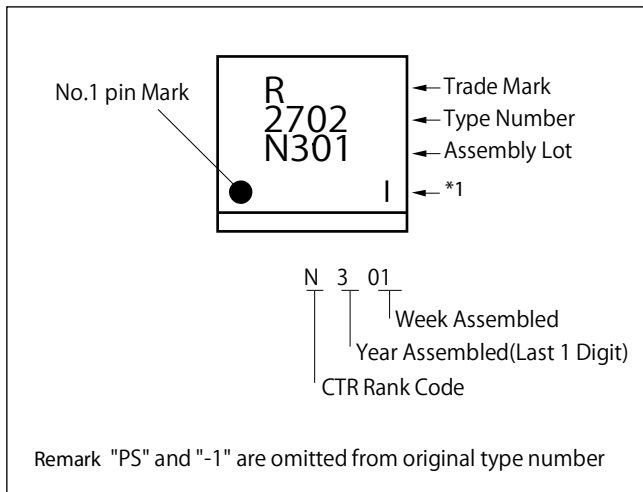 No.1 pin Mark
R
2702
N301
I
Trade Mark
Type Number
Assembly Lot
*1
N 3 01
Week Assembled
Year Assembled(Last 1 Digit)
CTR Rank Code
Remark "PS" and "-1" are omitted from original type number